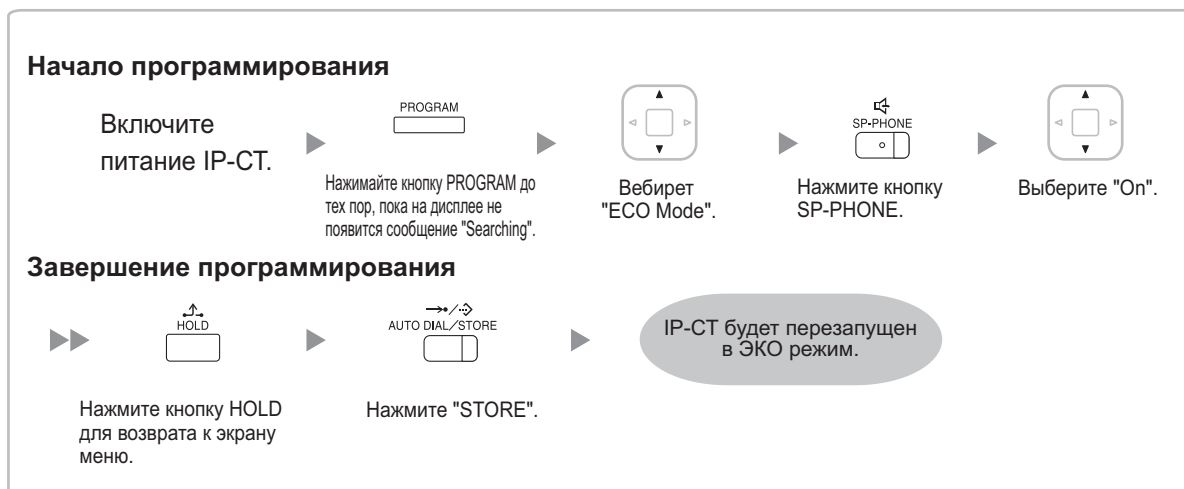 Начало программирования
Включите
питание IP-CT.
PROGRAM
Нажимайте кнопку PROGRAM до
тех пор, пока на дисплее не
появится сообщение "Searching".
Вебирет
"ECO Mode".
SP-PHONE
Нажмите кнопку
SP-PHONE.
Выберите "On".
Завершение программирования
HOLD
Нажмите кнопку HOLD
для возврата к экрану
меню.
AUTO DIAL/STORE
Нажмите "STORE".
IP-CT будет перезапущен
в ЭКО режим.